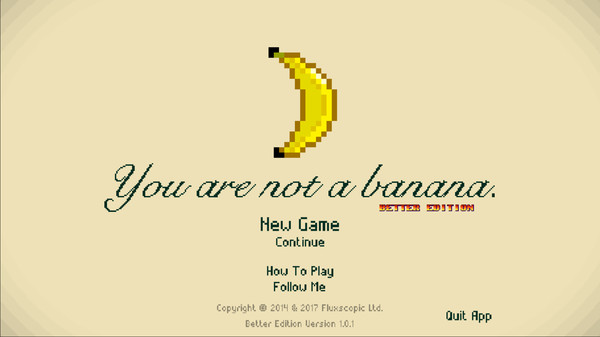 You are not a banana.
BETTER EDITION
New Game
Continue
How To Play
Follow Me
Copyright © 2014 & 2017 Fluxscopic Ltd.
Better Edition Version 1.0.1
Quit App